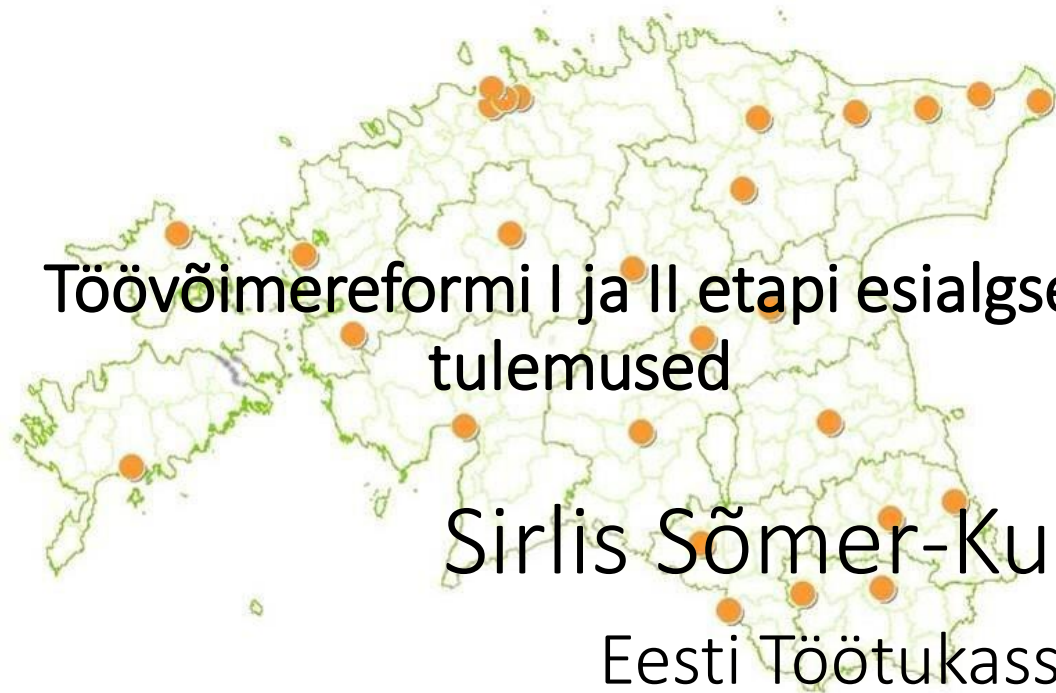 Töövõimereformi I ja II etapi esialgse
tulemused
Sirlis Sõmer-Ku
Eesti Töötukass